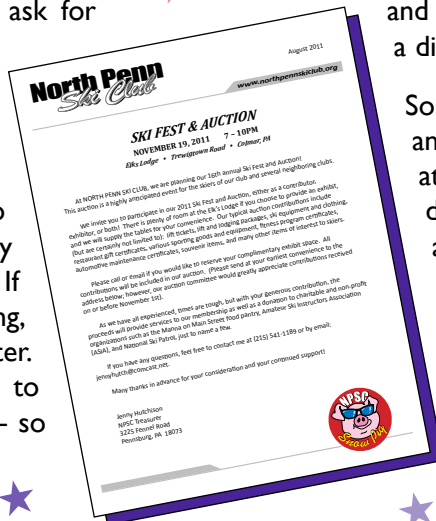 ask for
and
a di
So
an
at
d
a
o
y
If
ng,
ter.
to
- so
August 2011
North Penn
Ski Club
www.northpennskiclub.org
SKI FEST & AUCTION
NOVEMBER 19, 2011 7 – 10PM
Elks Lodge • Trewigtown Road • Colmar, PA
At NORTH PENN SKI CLUB, we are planning our 16th annual Ski Fest and Auction!
This auction is a highly anticipated event for the skiers of our club and several neighboring clubs.
We invite you to participate in our 2011 Ski Fest and Auction, either as a contributor,
exhibitor, or both! There is plenty of room at the Elk's Lodge if you choose to provide an exhibit,
and we will supply the tables for your convenience. Our typical auction contributions include
(but are certainly not limited to): lift tickets, lift and lodging packages, ski equipment and clothing,
restaurant gift certificates, various sporting goods and equipment, fitness program certificates,
automotive maintenance certificates, souvenir items, and many other items of interest to skiers.
Please call or email if you would like to reserve your complimentary exhibit space. All
contributions will be included in our auction. (Please send at your earliest convenience to the
address below; however, our auction committee would greatly appreciate contributions received
on or before November 1st).
As we have all experienced, times are tough, but with your generous contribution, the
proceeds will provide services to our membership as well as a donation to charitable and non-profit
organizations such as the Manna on Main Street food pantry, Amateur Ski Instructors Association
(ASIA), and National Ski Patrol, just to name a few.
If you have any questions, feel free to contact me at (215) 541-1189 or by email:
jennyhutch@comcast.net.
Many thanks in advance for your consideration and your continued support!
Jenny Hutchison
NPSC Treasurer
3225 Fennel Road
Pennsburg, PA 18073
NPSC
Snow Pig